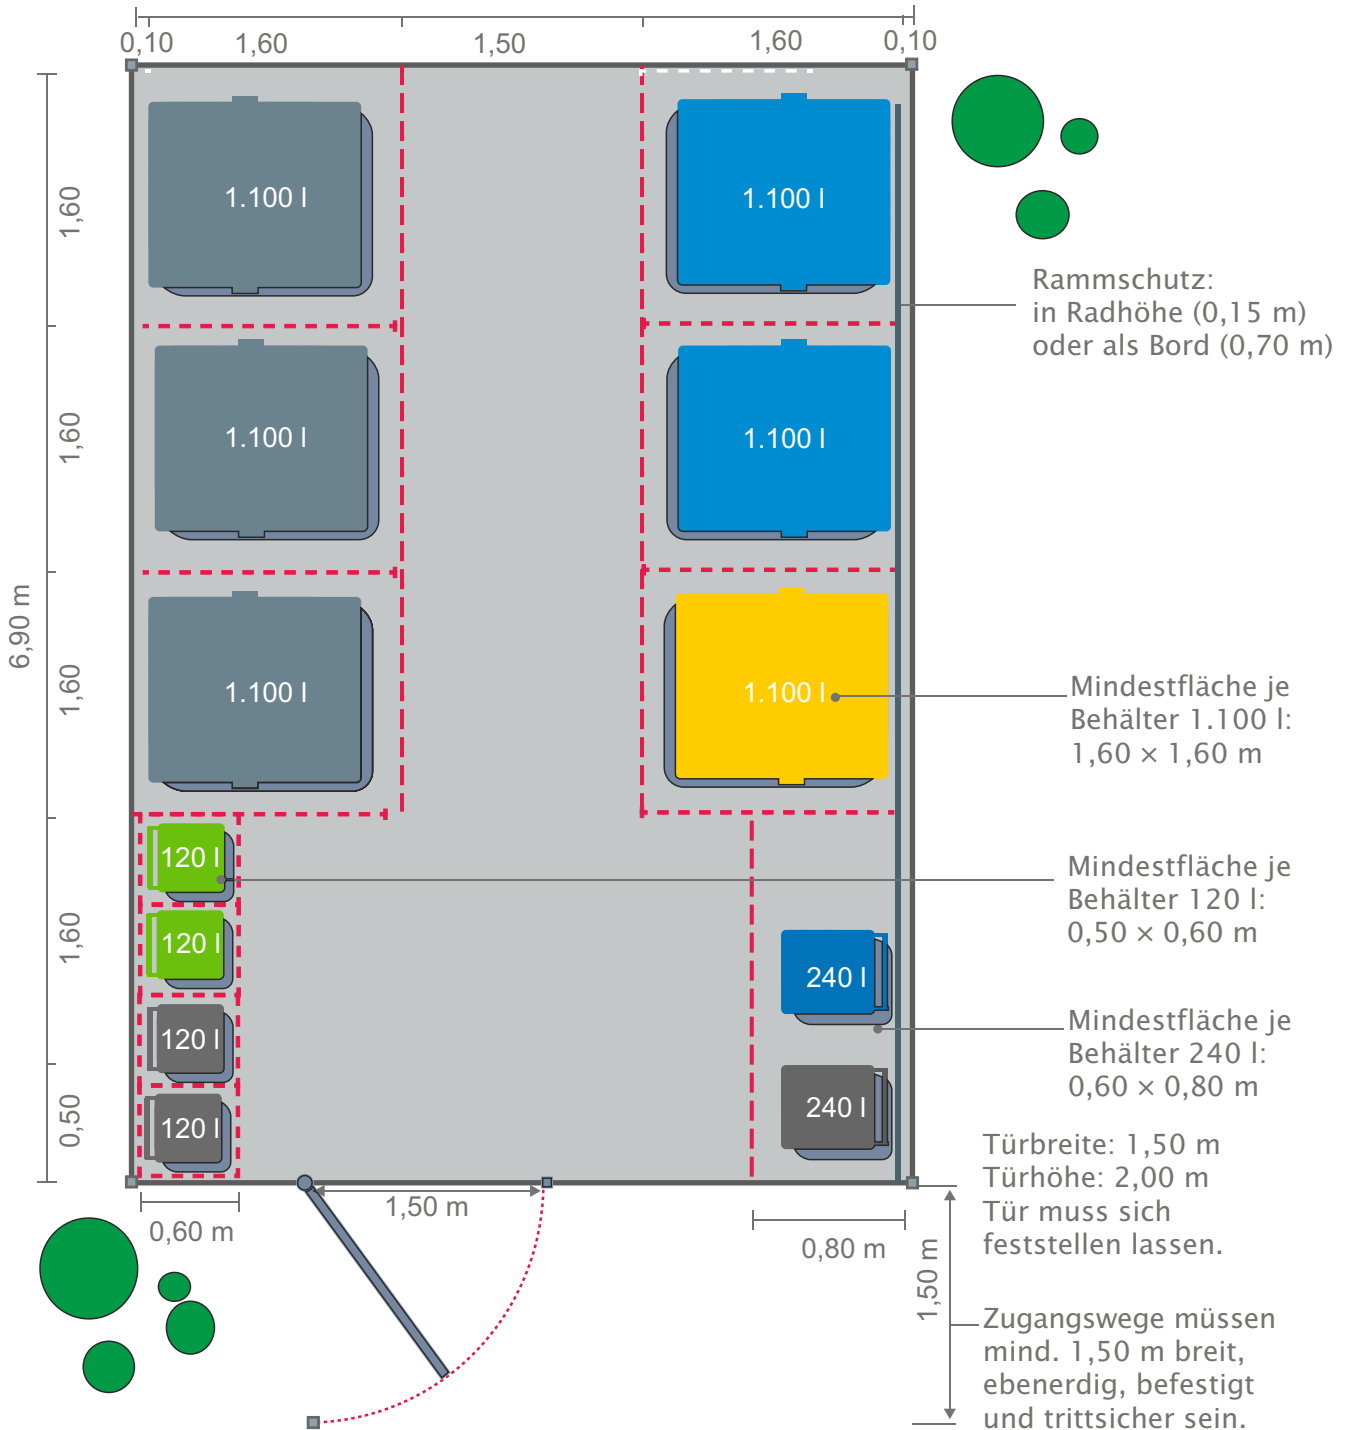 0,10 1,60 1,50 1,60 0,10
1.100 l
1.100 l
1,60
Rammschutz:
in Radhöhe (0,15 m)
oder als Bord (0,70 m)
1.100 l
1.100 l
1,60
6,90 m
1.100 l
1.100 l
1,60
Mindestfläche je
Behälter 1.100 l:
1,60 × 1,60 m
120 l
Mindestfläche je
Behälter 120 l:
0,50 × 0,60 m
120 l
1,60
240 l
120 l
Mindestfläche je
Behälter 240 l:
0,60 × 0,80 m
240 l
120 l
0,50
Türbreite: 1,50 m
Türhöhe: 2,00 m
Tür muss sich
feststellen lassen.
1,50 m
0,60 m
0,80 m
1,50 m
Zugangswege müssen
mind. 1,50 m breit,
ebenerdig, befestigt
und trittsicher sein.